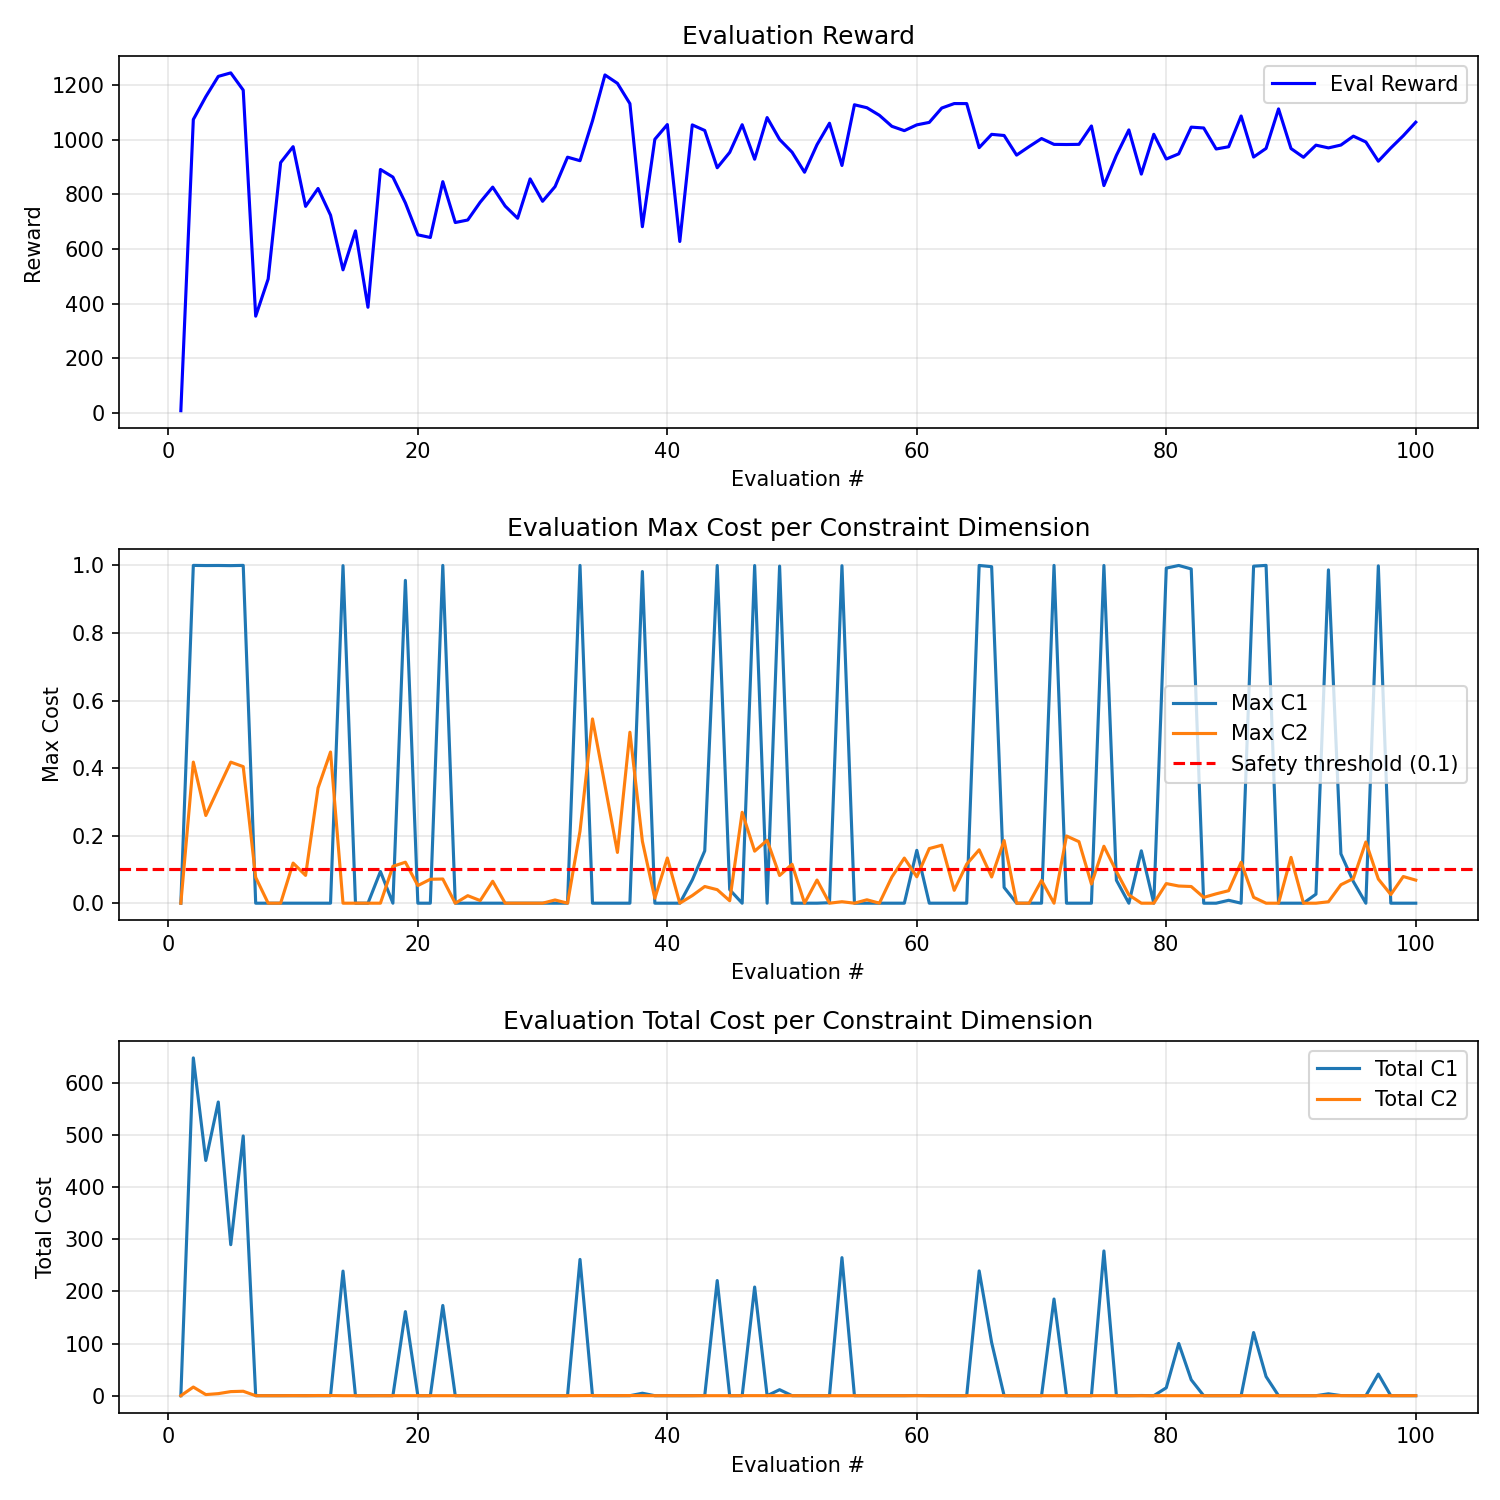 Evaluation Reward
Eval Reward
1200
1000
800
600
400
200
0
Reward
0 20 40 60 80 100
Evaluation #
Evaluation Max Cost per Constraint Dimension
1.0
0.8
0.6
0.4
0.2
0.0
Max Cost
Max C1
Max C2
Safety threshold (0.1)
0 20 40 60 80 100
Evaluation #
Evaluation Total Cost per Constraint Dimension
Total C1
Total C2
600
500
400
300
200
100
0
Total Cost
0 20 40 60 80 100
Evaluation #